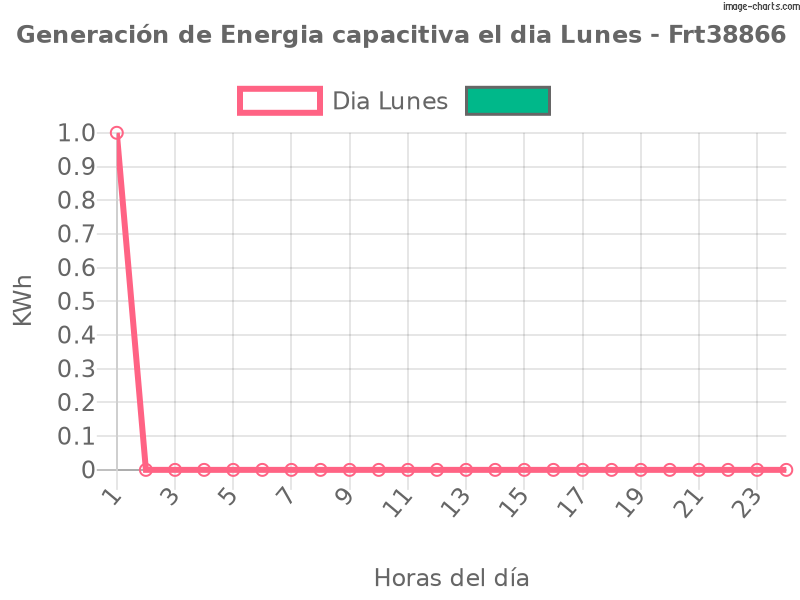 image-charts.com
Generación de Energia capacitiva el dia Lunes - Frt38866
Dia Lunes
1.0
0.9
0.8
0.7
0.6
0.5
0.4
0.3
0.2
0.1
0
KWh
1 3 5 7 9 11 13 15 17 19 21 23
Horas del día